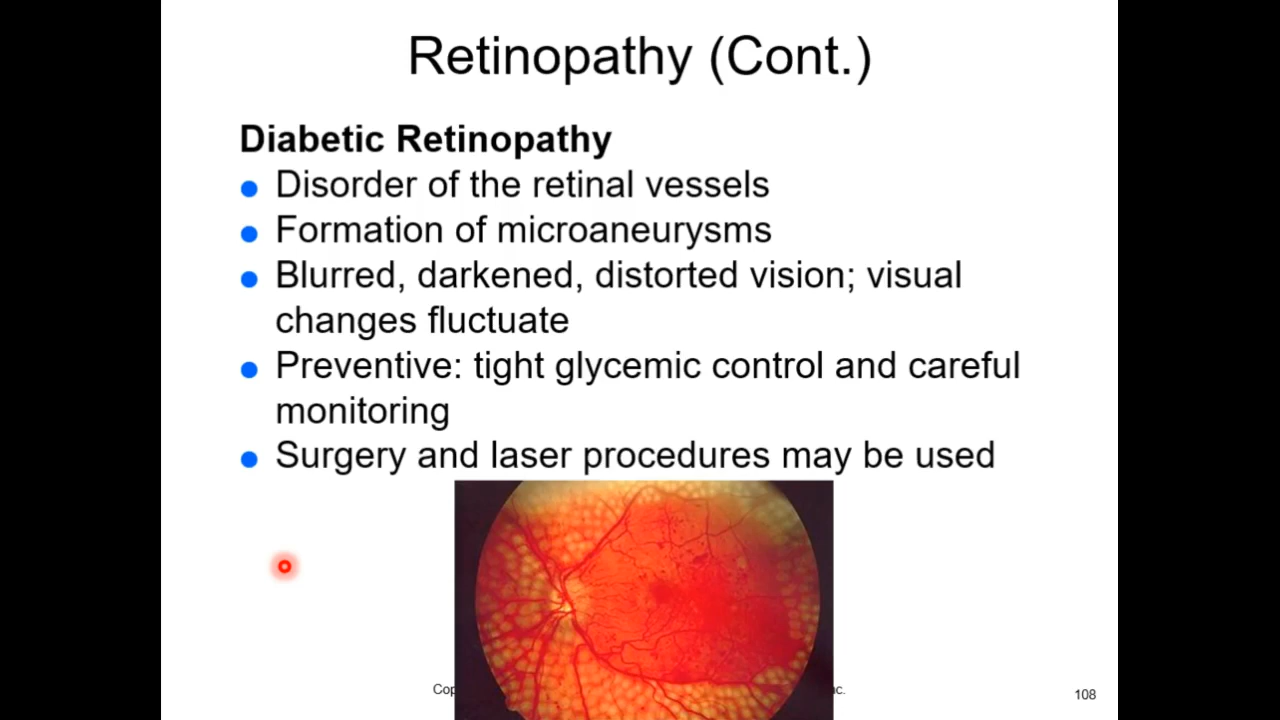 Retinopathy (Cont.)
Diabetic Retinopathy
Disorder of the retinal vessels
Formation of microaneurysms
Blurred, darkened, distorted vision; visual
changes fluctuate
Preventive: tight glycemic control and careful
monitoring
Surgery and laser procedures may be used
108